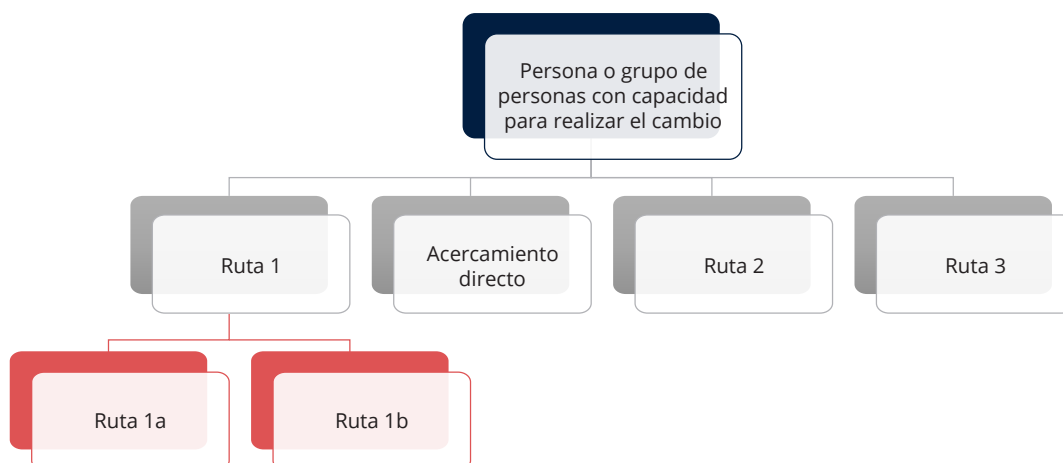 Persona o grupo de
personas con capacidad
para realizar el cambio
Ruta 1
Acercamiento
directo
Ruta 2
Ruta 3
Ruta 1a
Ruta 1b